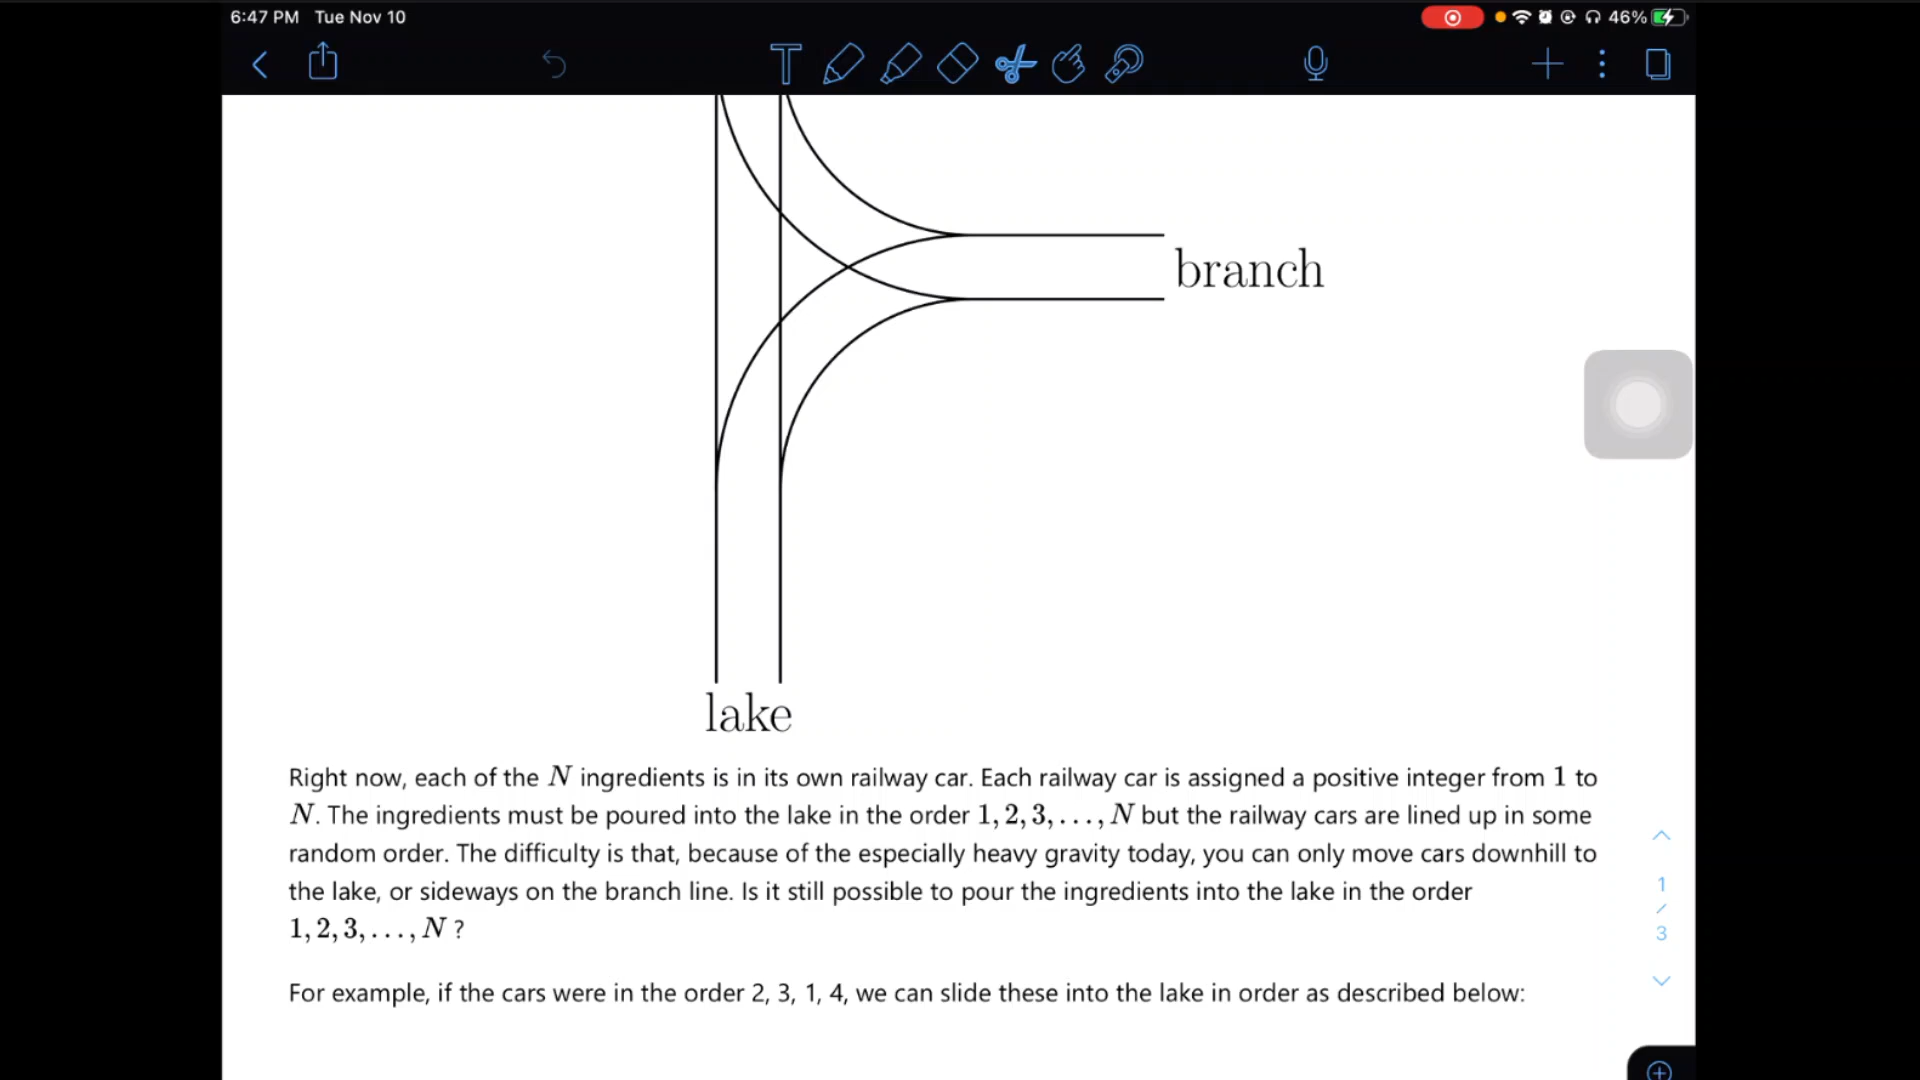 6:47 PM Tue Nov 10
46%
T
branch
lake
Right now, each of the N ingredients is in its own railway car. Each railway car is assigned a positive integer from 1 to
N. The ingredients must be poured into the lake in the order 1, 2, 3, . . . , N but the railway cars are lined up in some
random order. The difficulty is that, because of the especially heavy gravity today, you can only move cars downhill to
the lake, or sideways on the branch line. Is it still possible to pour the ingredients into the lake in the order
1, 2, 3, . . . , N ?
For example, if the cars were in the order 2, 3, 1, 4, we can slide these into the lake in order as described below:
1
/
3